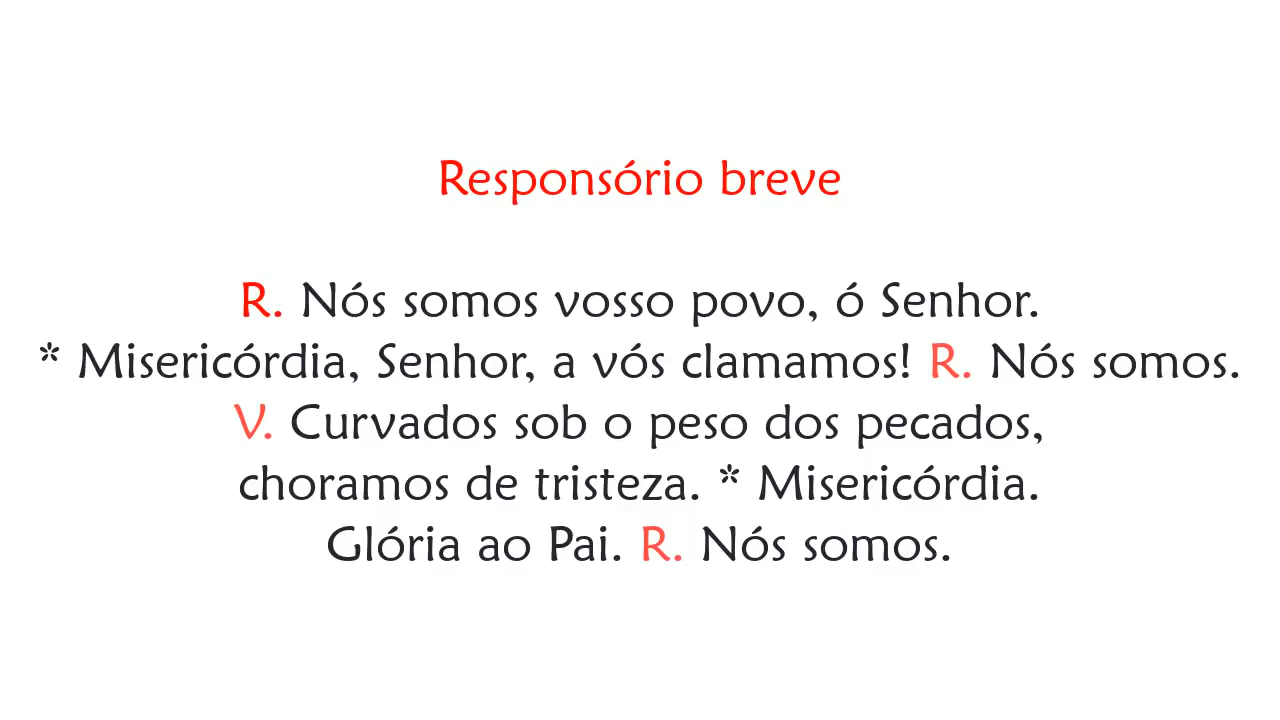 Responsório breve
R. Nós somos vosso povo, ó Senhor.
* Misericórdia, Senhor, a vós clamamos! R. Nós somos.
V. Curvados sob o peso dos pecados,
choramos de tristeza. * Misericórdia.
Glória ao Pai. R. Nós somos.